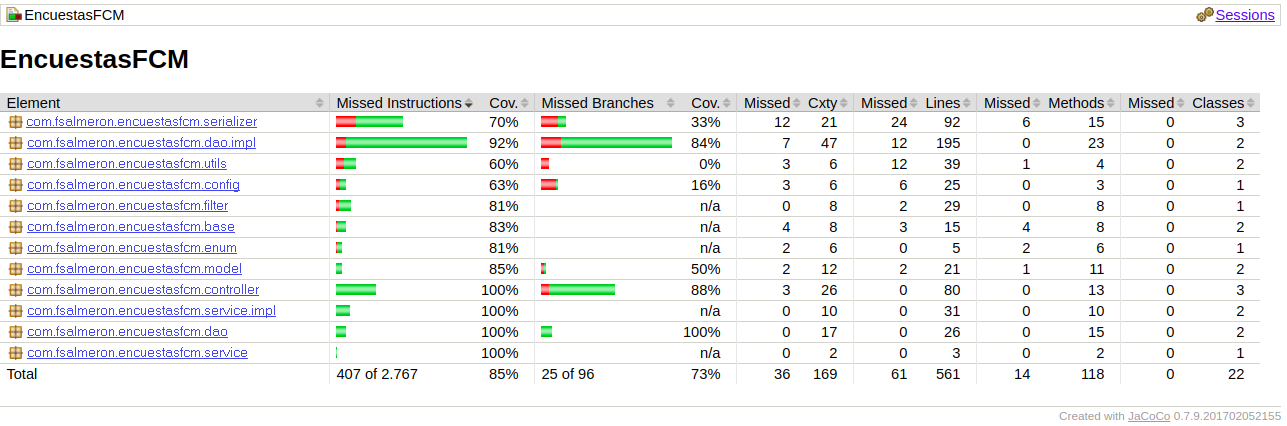 EncuestasFCM Sessions
EncuestasFCM
Element Missed Instructions Cov. Missed Branches Cov. Missed Cxty Missed Lines Missed Methods Missed Classes
com.fsalmeron.encuestasfcm.serializer 70% 33% 12 21 24 92 6 15 0 3
com.fsalmeron.encuestasfcm.dao.impl 92% 84% 7 47 12 195 0 23 0 2
com.fsalmeron.encuestasfcm.utils 60% 0% 3 6 12 39 1 4 0 2
com.fsalmeron.encuestasfcm.config 63% 16% 3 6 6 25 0 3 0 1
com.fsalmeron.encuestasfcm.filter 81% n/a 0 8 2 29 0 8 0 1
com.fsalmeron.encuestasfcm.base 83% n/a 4 8 3 15 4 8 0 2
com.fsalmeron.encuestasfcm.enum 81% n/a 2 6 0 5 2 6 0 1
com.fsalmeron.encuestasfcm.model 85% 50% 2 12 2 21 1 11 0 2
com.fsalmeron.encuestasfcm.controller 100% 88% 3 26 0 80 0 13 0 3
com.fsalmeron.encuestasfcm.service.impl 100% n/a 0 10 0 31 0 10 0 2
com.fsalmeron.encuestasfcm.dao 100% 100% 0 17 0 26 0 15 0 2
com.fsalmeron.encuestasfcm.service 100% n/a 0 2 0 3 0 2 0 1
Total 407 of 2.767 85% 25 of 96 73% 36 169 61 561 14 118 0 22
Created with JaCoCo 0.7.9.201702052155